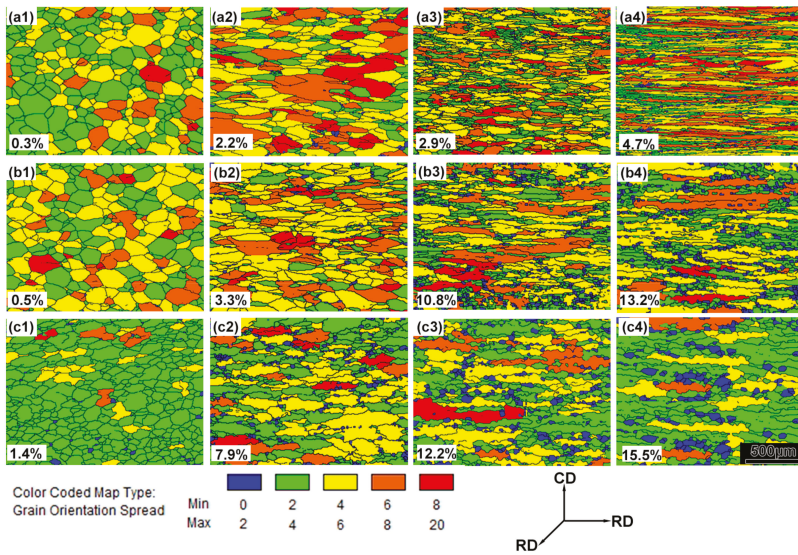 (a1) (a2) (a3) (a4)
0.3% 2.2% 2.9% 4.7%
(b1) (b2) (b3) (b4)
0.5% 3.3% 10.8% 13.2%
(c1) (c2) (c3) (c4)
1.4% 7.9% 12.2% 15.5% 500μm
Color Coded Map Type:
Grain Orientation Spread
Min 0 2 4 6 8
Max 2 4 6 8 20
CD
RD
RD